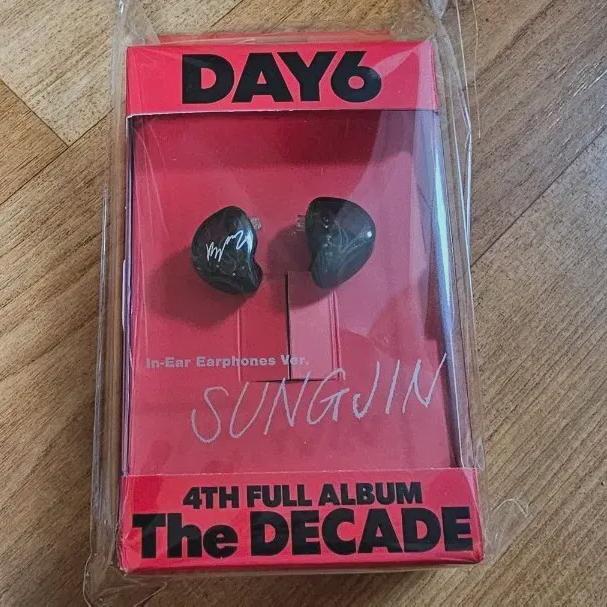 DAY6
In-Ear Earphones Ver.
SUNGJIN
4TH FULL ALBUM
The DECADE